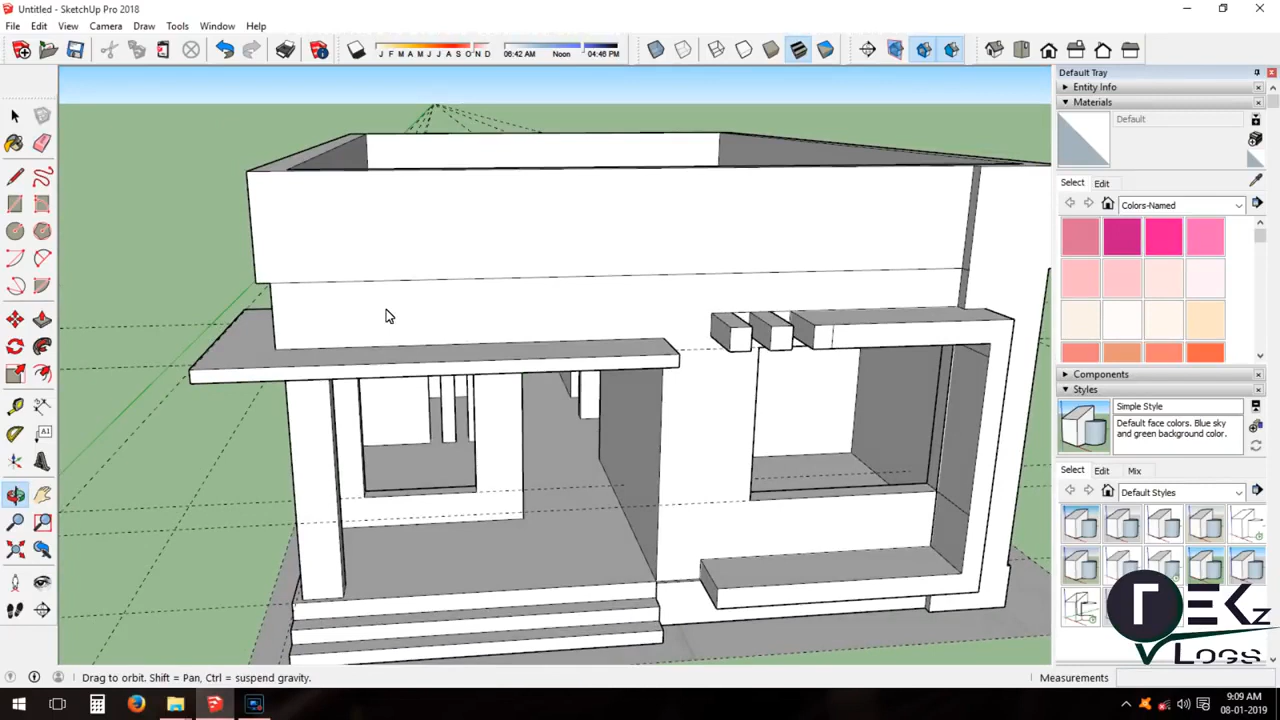 Untitled - SketchUp Pro 2018
File Edit View Camera Draw Tools Window Help
J F M A M J J A S O N D
06:42 AM Noon 04:46 PM
Default Tray
Entity Info
Materials
Default
Select Edit
Colors-Named
Components
Styles
Simple Style
Default face colors. Blue sky and green background color.
Select Edit Mix
Default Styles
A1
TEKz
Logs
Drag to orbit. Shift = Pan, Ctrl = suspend gravity.
Measurements
9:09 AM
08-01-2019